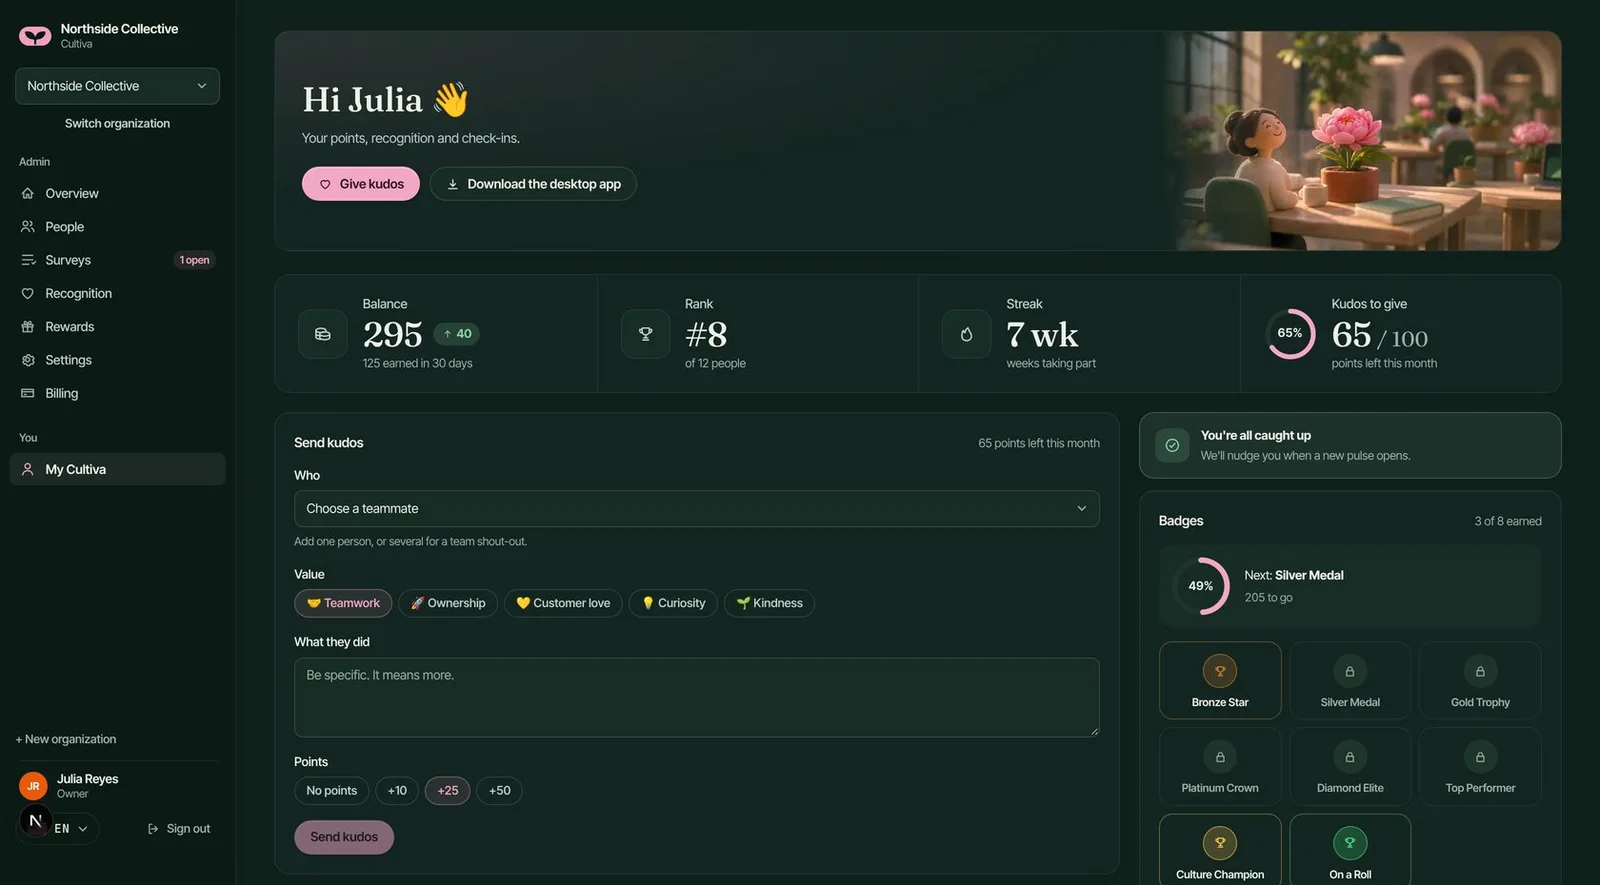 Northside Collective
Cultiva
Northside Collective
Switch organization
Admin
Overview
People
Surveys
1 open
Recognition
Rewards
Settings
Billing
You
My Cultiva
+ New organization
JR
Julia Reyes
Owner
N
EN
Sign out
Hi Julia 👋
Your points, recognition and check-ins.
Give kudos
Download the desktop app
Balance
295
↑ 40
125 earned in 30 days
Rank
#8
of 12 people
Streak
7 wk
weeks taking part
65%
Kudos to give
65 / 100
points left this month
Send kudos
65 points left this month
Who
Choose a teammate
Add one person, or several for a team shout-out.
Value
🤝 Teamwork
🚀 Ownership
💛 Customer love
💡 Curiosity
🌱 Kindness
What they did
Be specific. It means more.
Points
No points
+10
+25
+50
Send kudos
You're all caught up
We'll nudge you when a new pulse opens.
Badges
3 of 8 earned
49%
Next: Silver Medal
205 to go
Bronze Star
Silver Medal
Gold Trophy
Platinum Crown
Diamond Elite
Top Performer
Culture Champion
On a Roll